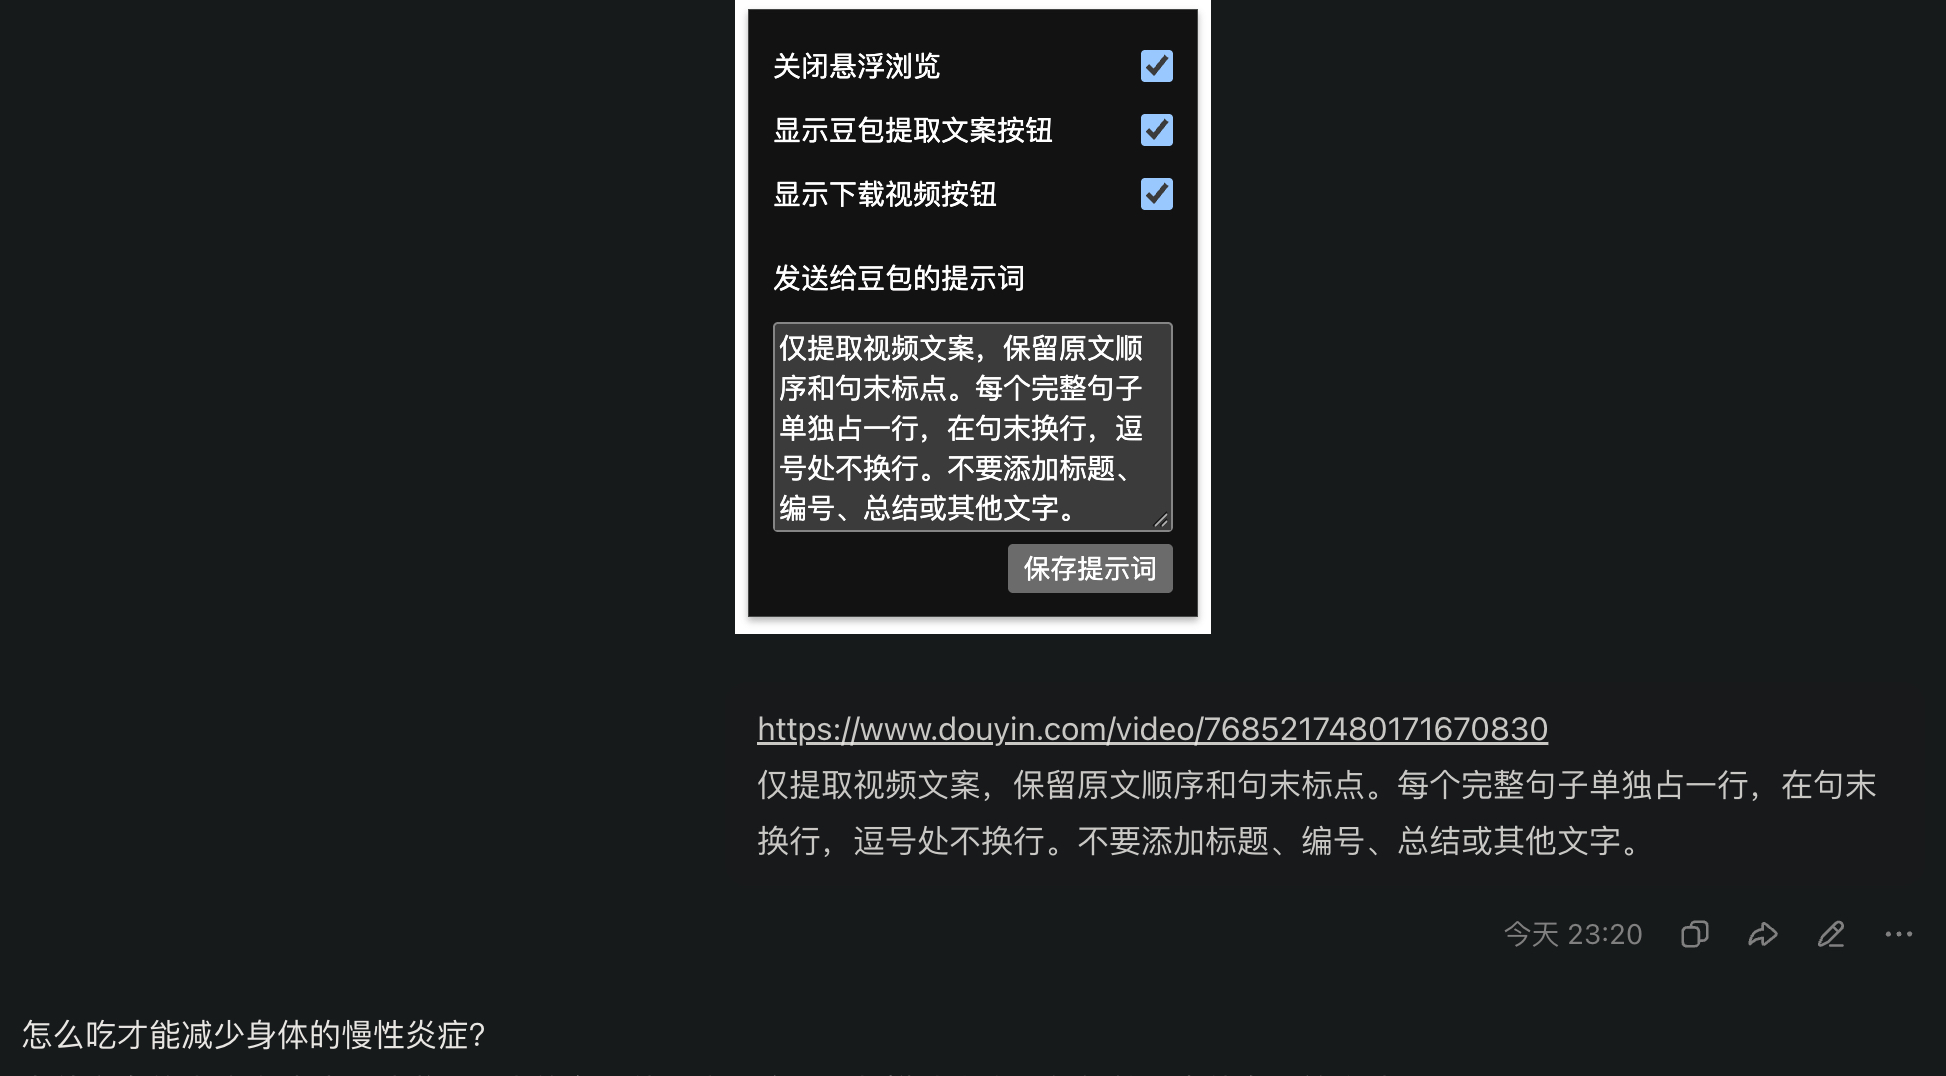 关闭悬浮浏览
显示豆包提取文案按钮
显示下载视频按钮
发送给豆包的提示词
仅提取视频文案，保留原文顺
序和句末标点。每个完整句子
单独占一行，在句末换行，逗
号处不换行。不要添加标题、
编号、总结或其他文字。
保存提示词
https://www.douyin.com/video/7685217480171670830
仅提取视频文案，保留原文顺序和句末标点。每个完整句子单独占一行，在句末
换行，逗号处不换行。不要添加标题、编号、总结或其他文字。
今天 23:20
怎么吃才能减少身体的慢性炎症?